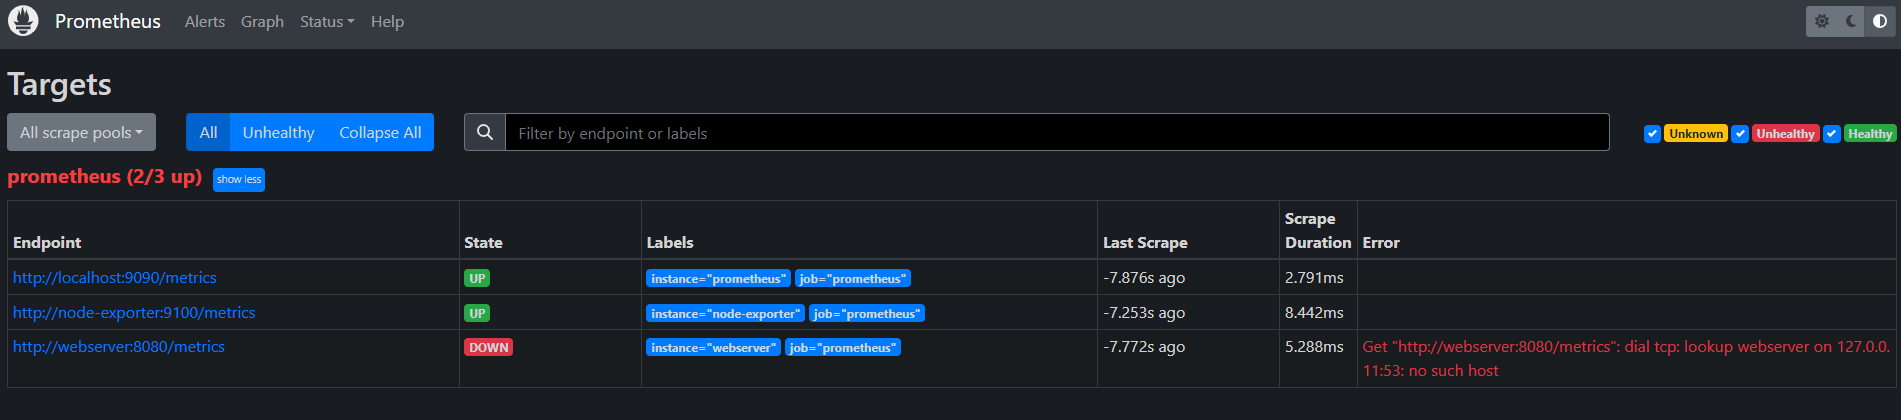 Prometheus Alerts Graph Status Help
Targets
All scrape pools All Unhealthy Collapse All Filter by endpoint or labels Unknown Unhealthy Healthy
prometheus (2/3 up) show less
Endpoint State Labels Last Scrape Scrape Duration Error
http://localhost:9090/metrics UP instance="prometheus" job="prometheus" -7.876s ago 2.791ms
http://node-exporter:9100/metrics UP instance="node-exporter" job="prometheus" -7.253s ago 8.442ms
http://webserver:8080/metrics DOWN instance="webserver" job="prometheus" -7.772s ago 5.288ms Get "http://webserver:8080/metrics": dial tcp: lookup webserver on 127.0.0.
11:53: no such host